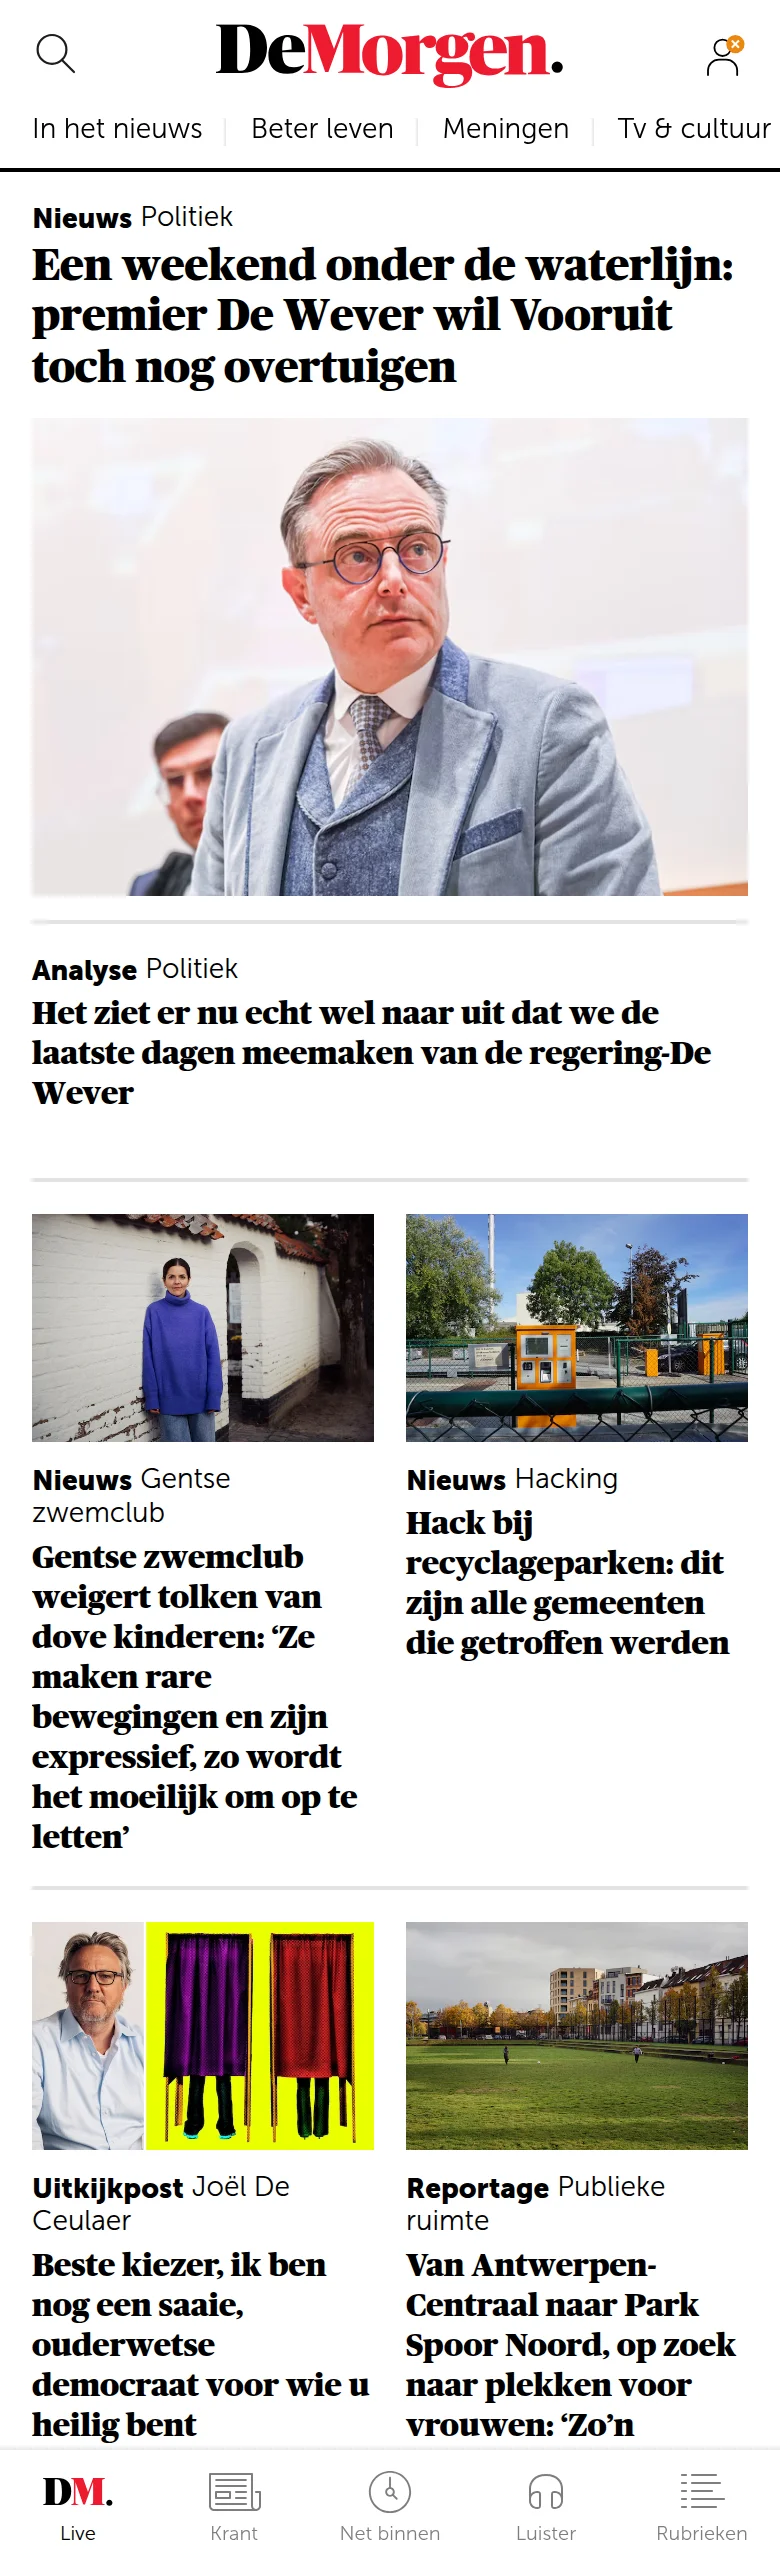 DeMorgen.
In het nieuws
Beter leven
Meningen
Tv & cultuur
Nieuws Politiek
Een weekend onder de waterlijn:
premier De Wever wil Vooruit
toch nog overtuigen
Analyse Politiek
Het ziet er nu echt wel naar uit dat we de
laatste dagen meemaken van de regering-De
Wever
Nieuws Gentse
zwemclub
Gentse zwemclub
weigert tolken van
dove kinderen: ‘Ze
maken rare
bewegingen en zijn
expressief, zo wordt
het moeilijk om op te
letten’
Nieuws Hacking
Hack bij
recyclageparken: dit
zijn alle gemeenten
die getroffen werden
Uitkijkpost Joël De
Ceulaer
Beste kiezer, ik ben
nog een saaie,
ouderwetse
democraat voor wie u
heilig bent
Reportage Publieke
ruimte
Van Antwerpen-
Centraal naar Park
Spoor Noord, op zoek
naar plekken voor
vrouwen: ‘Zo’n
DM.
Live
Krant
Net binnen
Luister
Rubrieken